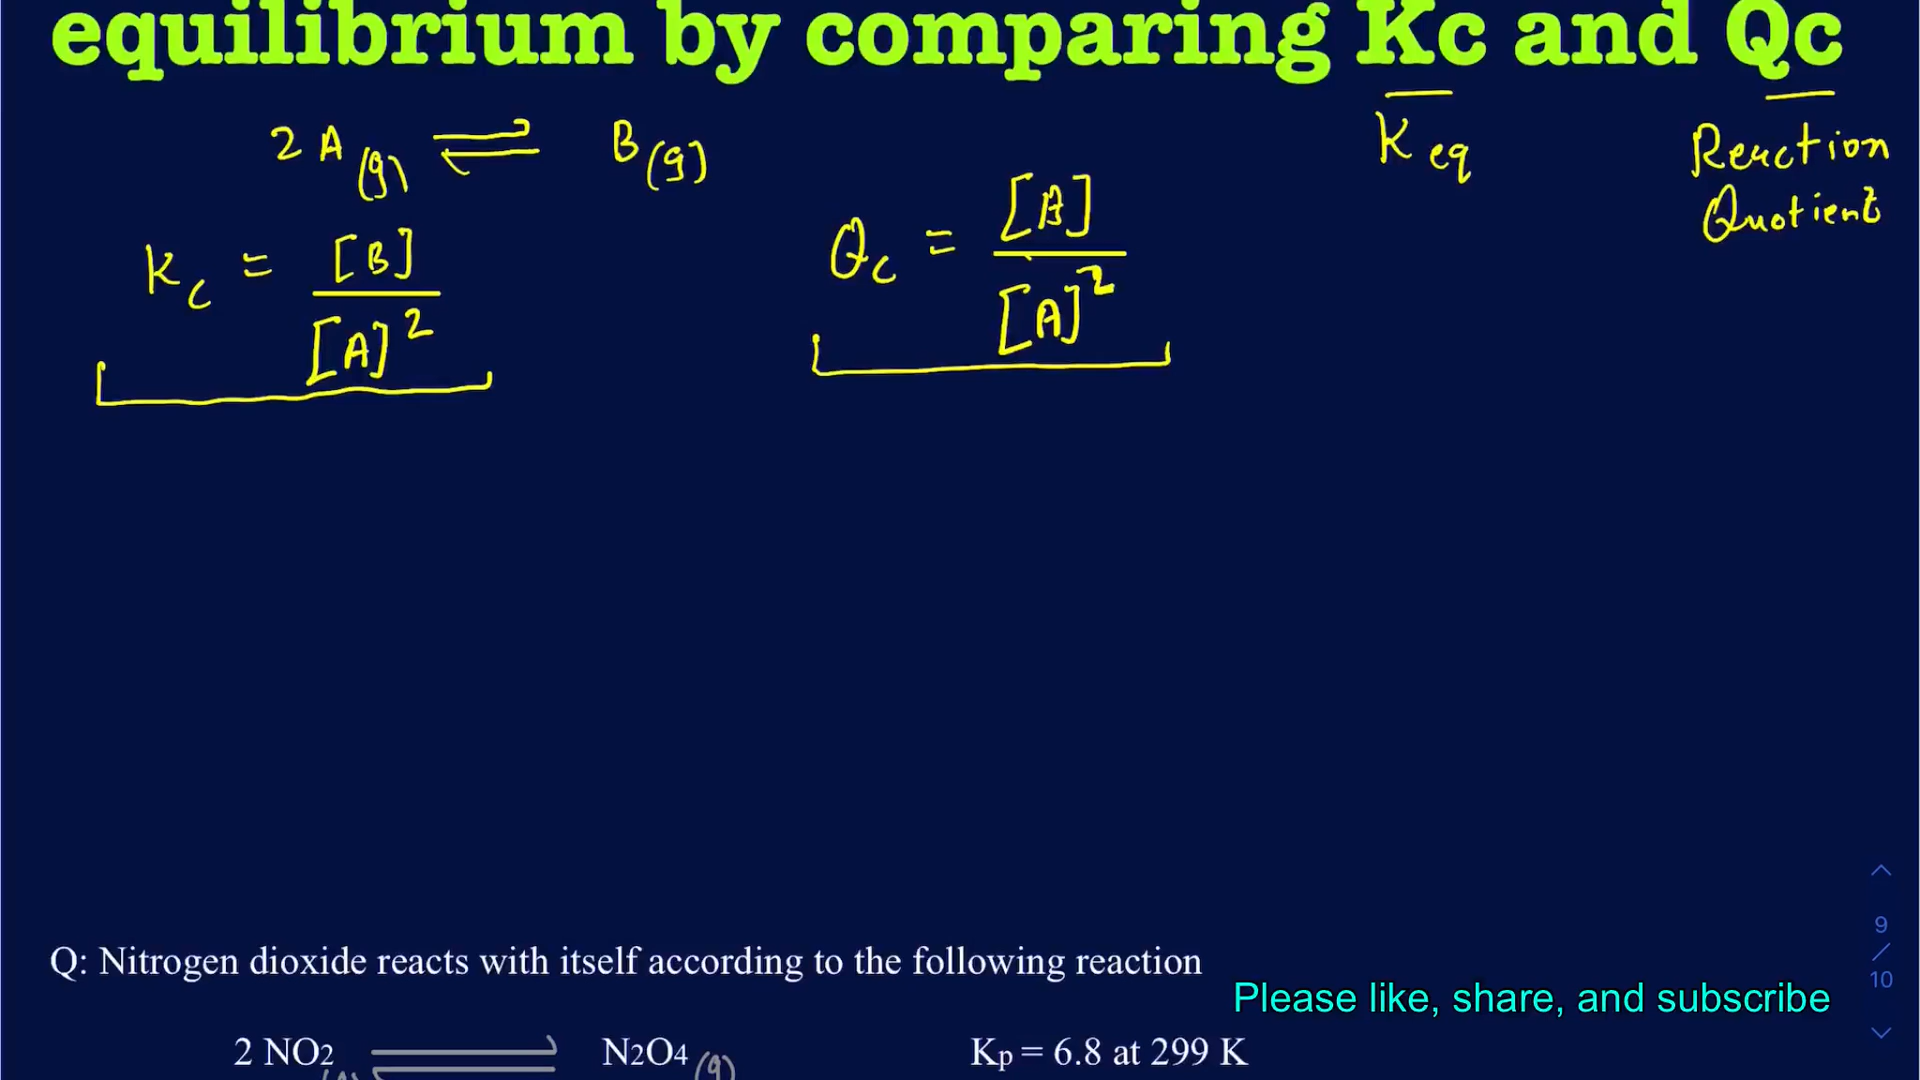 equilibrium by comparing Kc and Qc
2 A (g) ⇌ B (g)
Keq
Reaction
Quotient
Kc = [B] / [A]²
Qc = [B] / [A]²
Q: Nitrogen dioxide reacts with itself according to the following reaction
Please like, share, and subscribe
2 NO2 ⇌ N2O4 (g) Kp = 6.8 at 299 K
9
/
10